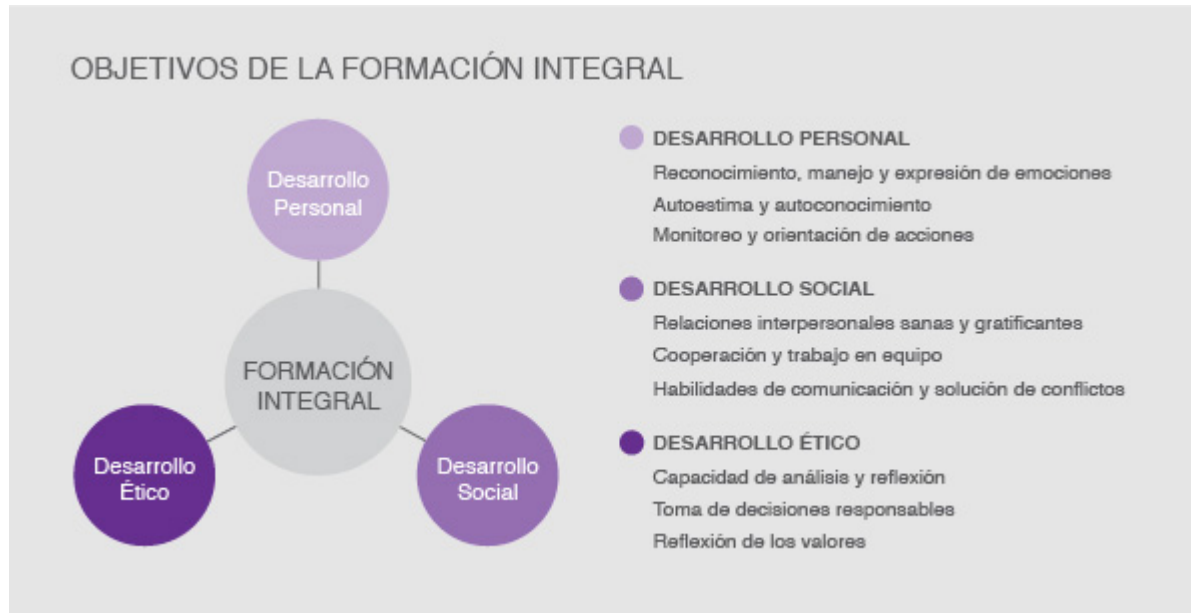 OBJETIVOS DE LA FORMACIÓN INTEGRAL
Desarrollo
Personal
FORMACIÓN
INTEGRAL
Desarrollo
Ético
Desarrollo
Social
DESARROLLO PERSONAL
Reconocimiento, manejo y expresión de emociones
Autoestima y autoconocimiento
Monitoreo y orientación de acciones
DESARROLLO SOCIAL
Relaciones interpersonales sanas y gratificantes
Cooperación y trabajo en equipo
Habilidades de comunicación y solución de conflictos
DESARROLLO ÉTICO
Capacidad de análisis y reflexión
Toma de decisiones responsables
Reflexión de los valores